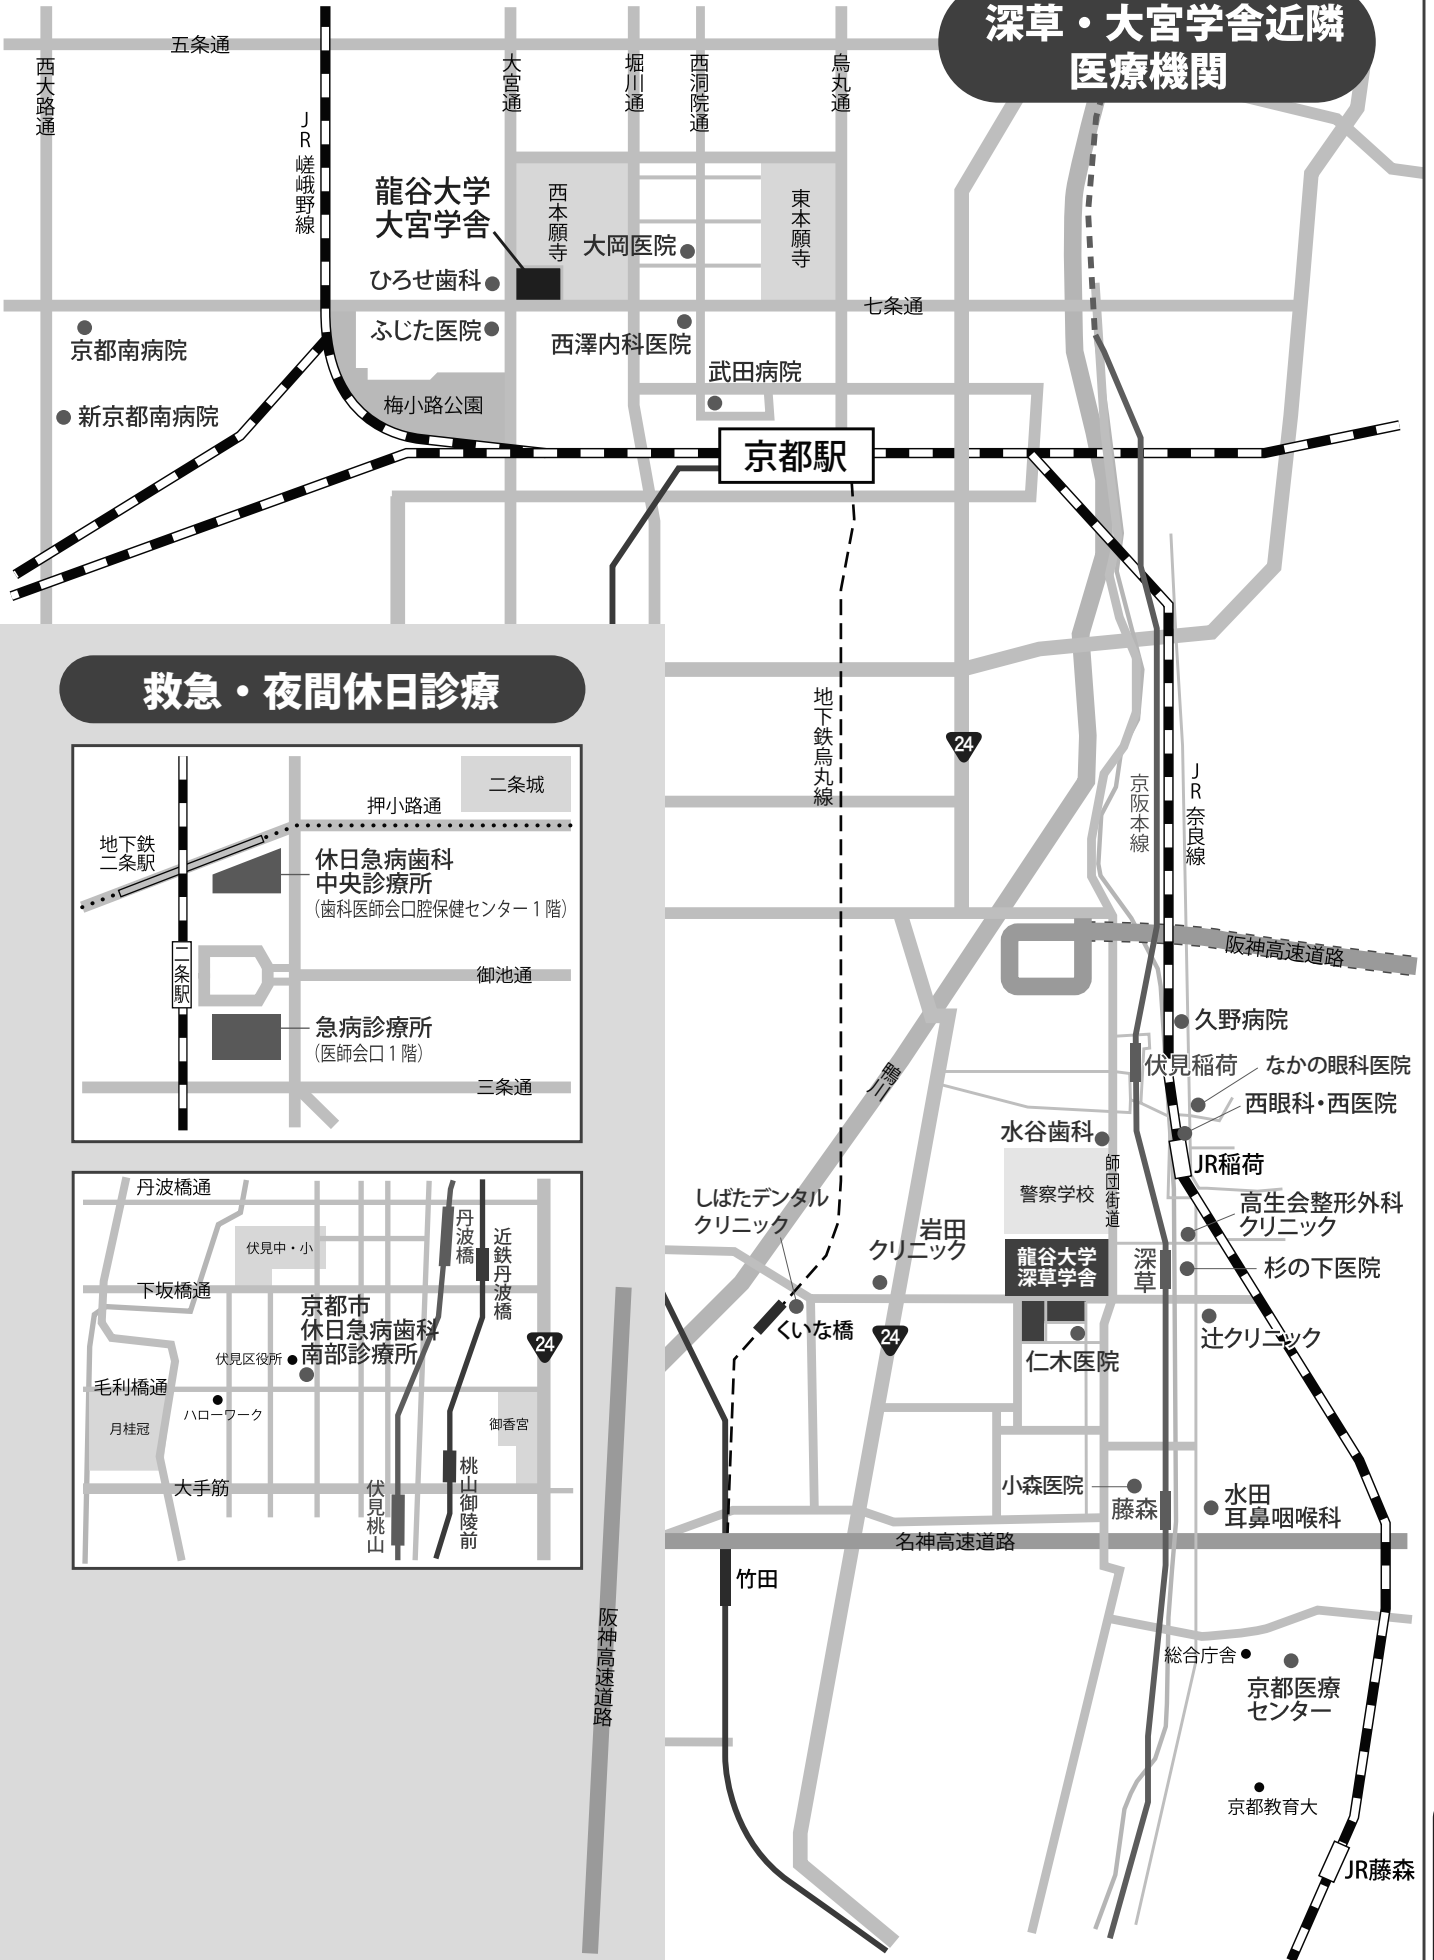 深草・大宮学舎近隣
医療機関
五条通
西大路通
JR嵯峨野線
大宮通
堀川通
西洞院通
烏丸通
龍谷大学
大宮学舎
西本願寺
東本願寺
大岡医院
ひろせ歯科
七条通
ふじた医院
西澤内科医院
京都南病院
武田病院
新京都南病院
梅小路公園
京都駅
地下鉄烏丸線
24
京阪本線
JR奈良線
阪神高速道路
久野病院
伏見稲荷
なかの眼科医院
西眼科・西医院
鴨川
水谷歯科
師団街道
JR稲荷
警察学校
しばたデンタル
クリニック
岩田
クリニック
高生会整形外科
クリニック
龍谷大学
深草学舎
深草
杉の下医院
くいな橋
24
辻クリニック
仁木医院
小森医院
藤森
水田
耳鼻咽喉科
名神高速道路
竹田
阪神高速道路
総合庁舎
京都医療
センター
京都教育大
JR藤森
救急・夜間休日診療
二条城
押小路通
地下鉄
二条駅
休日急病歯科
中央診療所
(歯科医師会口腔保健センター1階)
二条駅
御池通
急病診療所
(医師会口1階)
三条通
丹波橋通
丹波橋
近鉄丹波橋
伏見中・小
下坂橋通
京都市
休日急病歯科
南部診療所
24
伏見区役所
毛利橋通
ハローワーク
月桂冠
御香宮
大手筋
伏見桃山
桃山御陵前